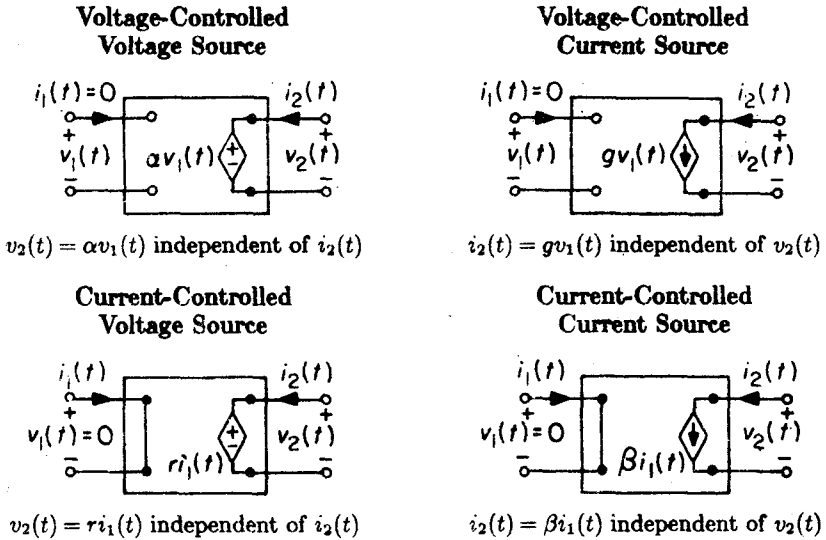 Voltage-Controlled
Voltage Source
i₁(t)=0
i₂(t)
+
v₁(t)
−
αv₁(t)
+
−
+
v₂(t)
−
v₂(t) = αv₁(t) independent of i₂(t)
Voltage-Controlled
Current Source
i₁(t)=0
i₂(t)
+
v₁(t)
−
gv₁(t)
+
v₂(t)
−
i₂(t) = gv₁(t) independent of v₂(t)
Current-Controlled
Voltage Source
i₁(t)
i₂(t)
+
v₁(t)=0
−
ri₁(t)
+
−
+
v₂(t)
−
v₂(t) = ri₁(t) independent of i₂(t)
Current-Controlled
Current Source
i₁(t)
i₂(t)
+
v₁(t)=0
−
βi₁(t)
+
v₂(t)
−
i₂(t) = βi₁(t) independent of v₂(t)